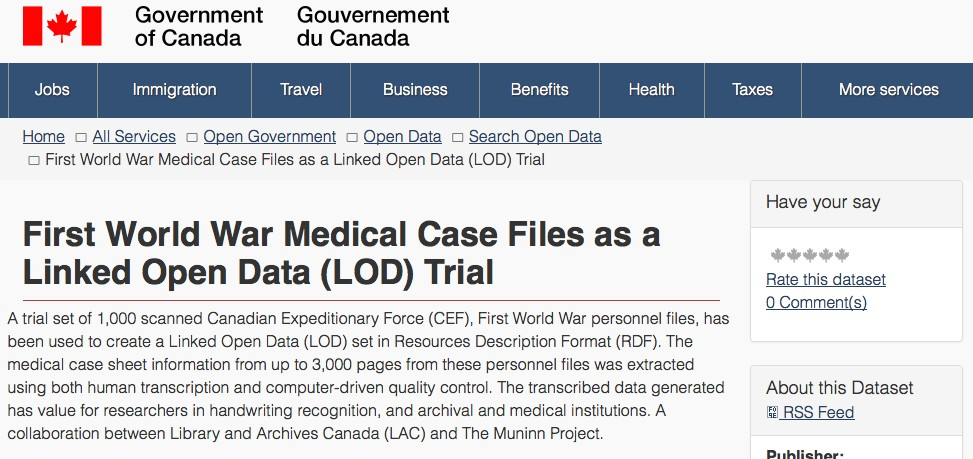 Government of Canada
Gouvernement du Canada
Jobs Immigration Travel Business Benefits Health Taxes More services
Home All Services Open Government Open Data Search Open Data
First World War Medical Case Files as a Linked Open Data (LOD) Trial
First World War Medical Case Files as a
Linked Open Data (LOD) Trial
A trial set of 1,000 scanned Canadian Expeditionary Force (CEF), First World War personnel files, has
been used to create a Linked Open Data (LOD) set in Resources Description Format (RDF). The
medical case sheet information from up to 3,000 pages from these personnel files was extracted
using both human transcription and computer-driven quality control. The transcribed data generated
has value for researchers in handwriting recognition, and archival and medical institutions. A
collaboration between Library and Archives Canada (LAC) and The Muninn Project.
Have your say
Rate this dataset
0 Comment(s)
About this Dataset
RSS Feed
Publisher: